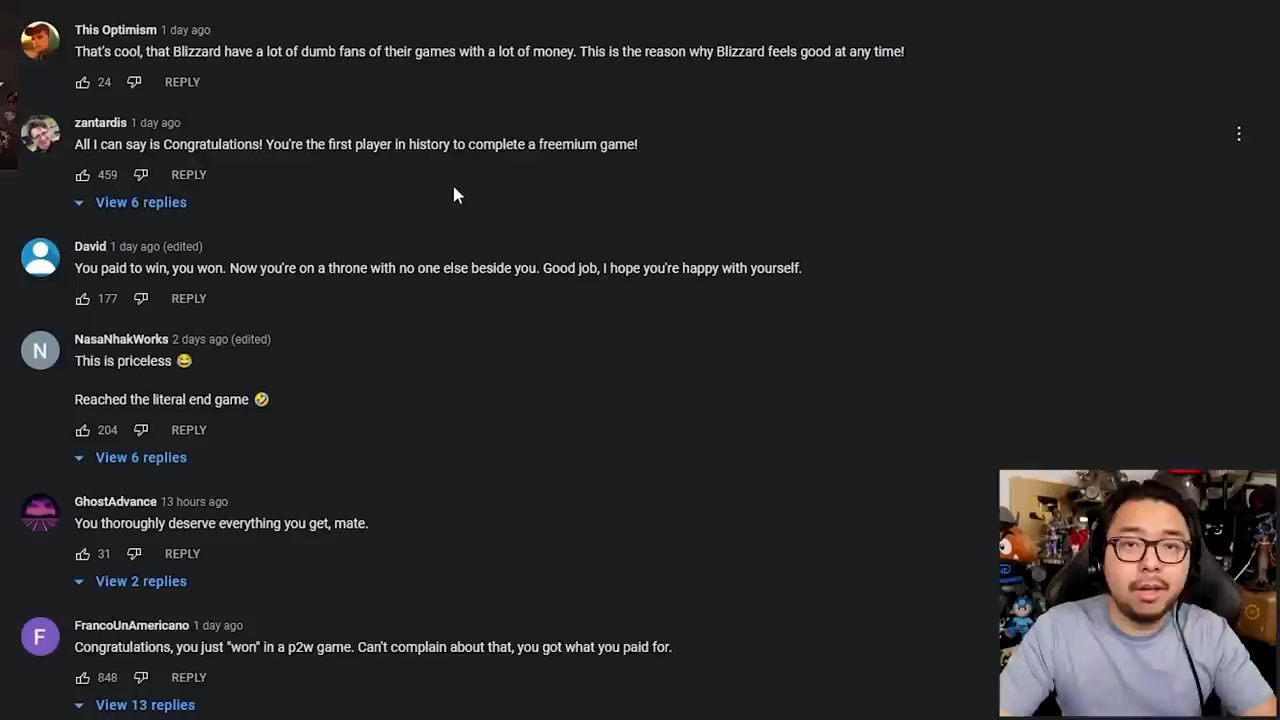 This Optimism 1 day ago
That's cool, that Blizzard have a lot of dumb fans of their games with a lot of money. This is the reason why Blizzard feels good at any time!
24 REPLY
zantardis 1 day ago
All I can say is Congratulations! You're the first player in history to complete a freemium game!
459 REPLY
View 6 replies
David 1 day ago (edited)
You paid to win, you won. Now you're on a throne with no one else beside you. Good job, I hope you're happy with yourself.
177 REPLY
N
NasaNhakWorks 2 days ago (edited)
This is priceless 😂
Reached the literal end game 🤣
204 REPLY
View 6 replies
GhostAdvance 13 hours ago
You thoroughly deserve everything you get, mate.
31 REPLY
View 2 replies
F
FrancoUnAmericano 1 day ago
Congratulations, you just "won" in a p2w game. Can't complain about that, you got what you paid for.
848 REPLY
View 13 replies